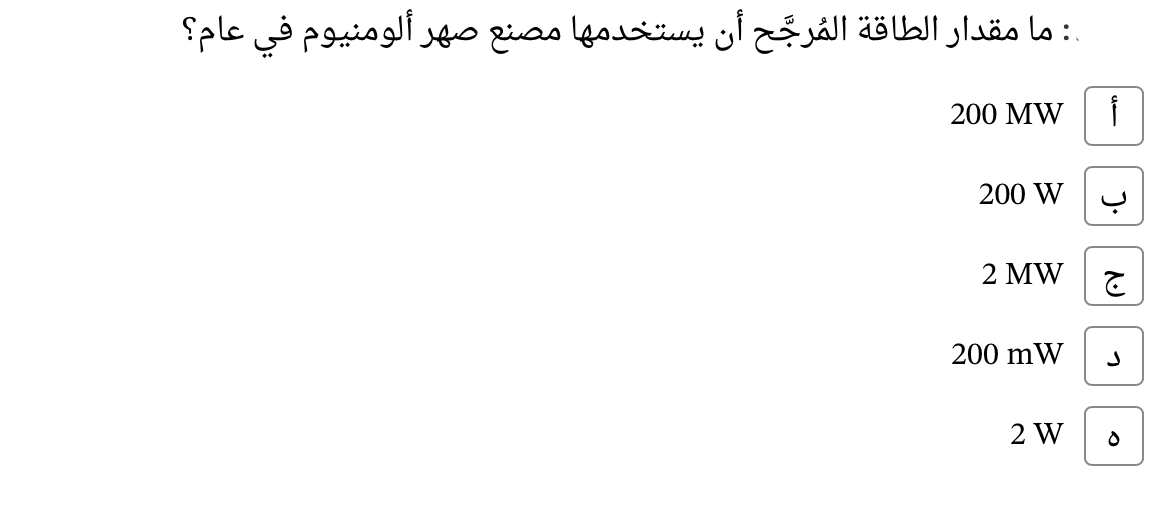 : ما مقدار الطاقة المُرجَّح أن يستخدمها مصنع صهر ألومنيوم في عام؟
أ 200 MW
ب 200 W
ج 2 MW
د 200 mW
ه 2 W